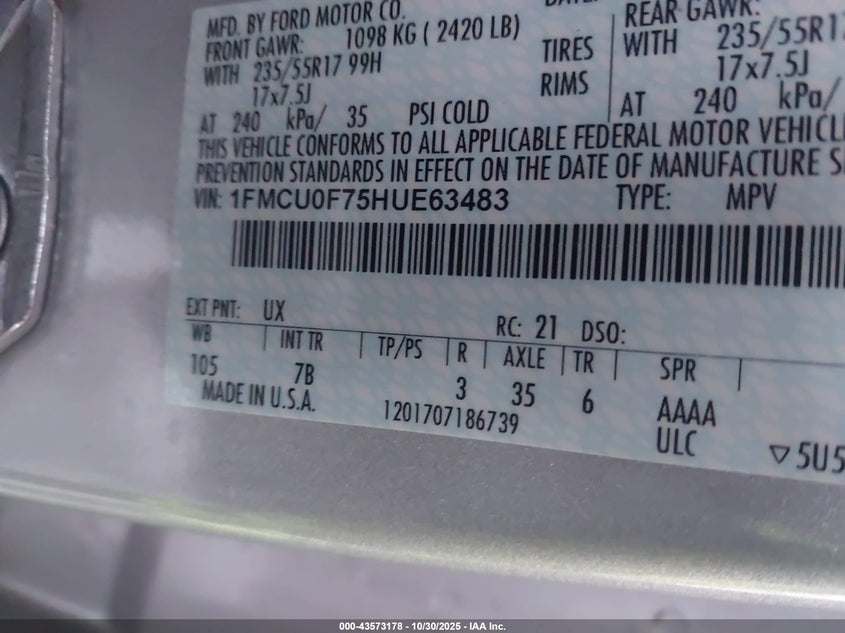 MFD. BY FORD MOTOR CO.
FRONT GAWR: 1098 KG ( 2420 LB)
WITH 235/55R17 99H TIRES
17x7.5J RIMS
AT 240 kPa/ 35 PSI COLD
REAR GAWR:
WITH 235/55R17
17x7.5J
AT 240 kPa/
THIS VEHICLE CONFORMS TO ALL APPLICABLE FEDERAL MOTOR VEHICL
PREVENTION STANDARDS IN EFFECT ON THE DATE OF MANUFACTURE S
VIN: 1FMCU0F75HUE63483 TYPE: MPV
EXT PNT: UX RC: 21 DSO:
WB INT TR TP/PS R AXLE TR SPR
105 7B 3 35 6 AAAA
MADE IN U.S.A. 1201707186739 ULC ▽5U5
000-43573178 - 10/30/2025 - IAA Inc.